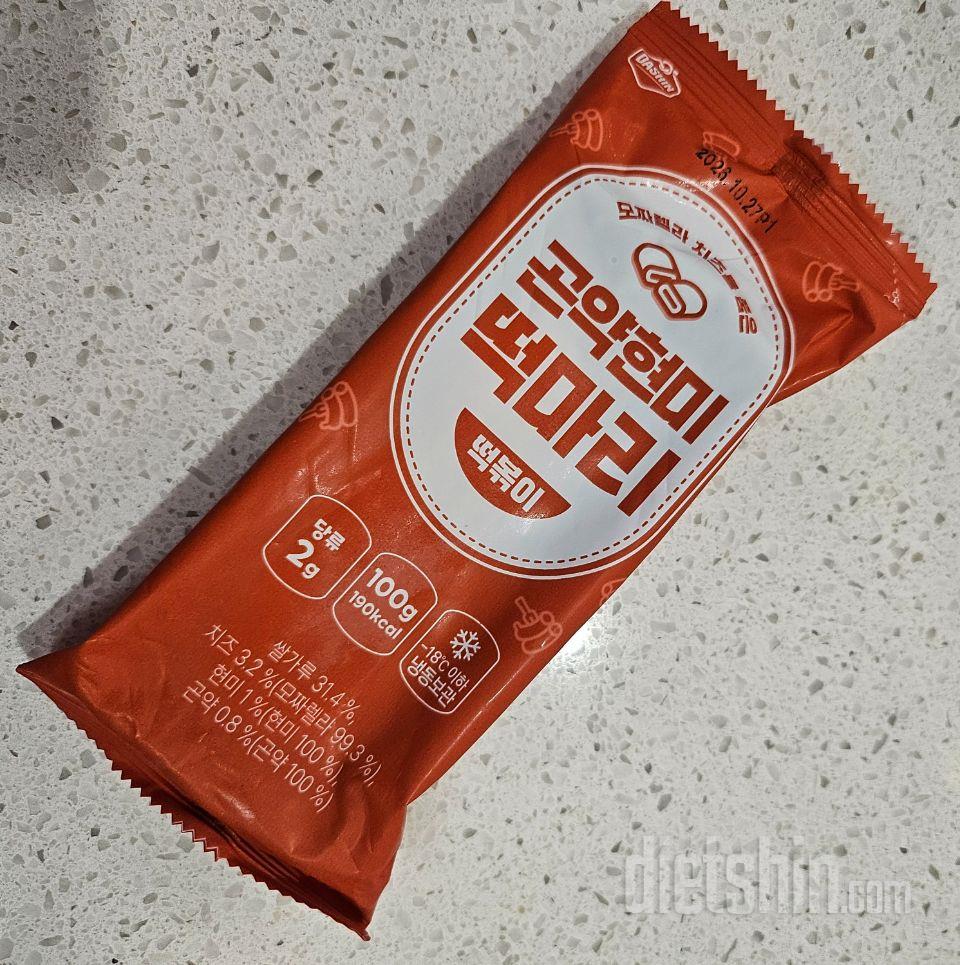 DASHIN
2026.10.27P1
모짜렐라 치즈를 품은
곤약현미
떡마리
떡볶이
당류
2g
100g
190kcal
-18℃ 이하
냉동보관
쌀가루 31.4 %,
치즈 3.2 %(모짜렐라 99.3 %),
현미 1 %(현미 100 %),
곤약 0.8 %(곤약 100 %)
dietshin.com